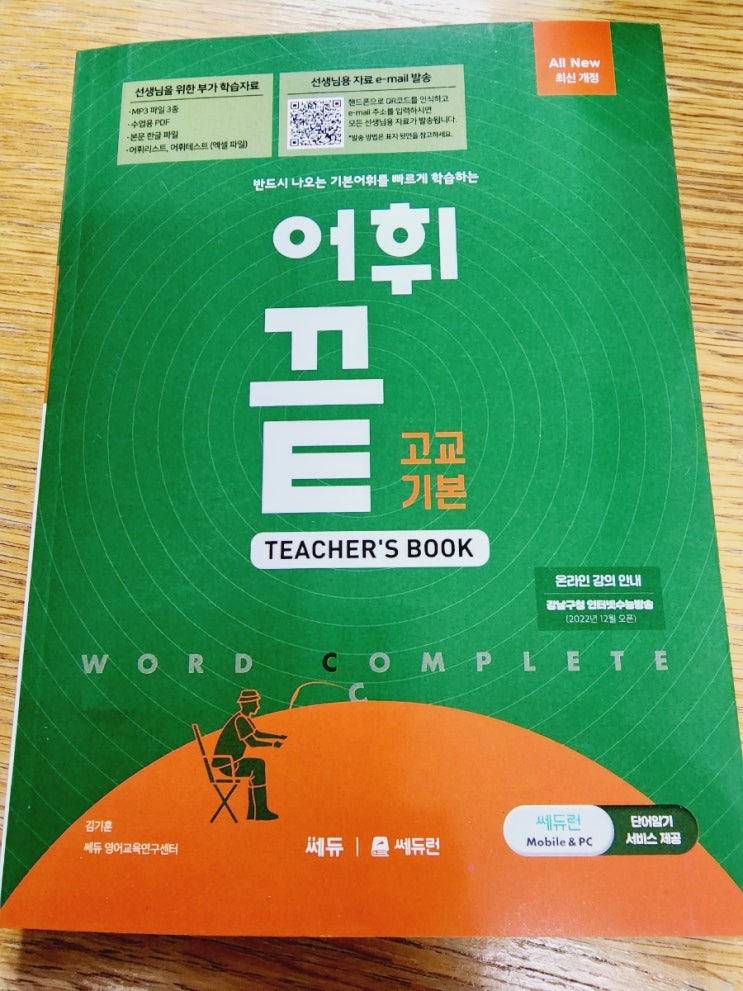 All New
최신 개정
선생님을 위한 부가 학습자료
·MP3 파일 3종
·수업용 PDF
·본문 한글 파일
·어휘리스트, 어휘테스트 (엑셀 파일)
선생님용 자료 e-mail 발송
핸드폰으로 QR코드를 인식하고
e-mail 주소를 입력하시면
모든 선생님용 자료가 발송됩니다.
*발송 방법은 표지 뒷면을 참고하세요.
반드시 나오는 기본어휘를 빠르게 학습하는
어휘
끝
고교
기본
TEACHER'S BOOK
온라인 강의 안내
강남구청 인터넷수능방송
(2022년 12월 오픈)
WORD COMPLETE
C
김기훈
쎄듀 영어교육연구센터
쎄듀
쎄듀런
쎄듀런
Mobile & PC
단어암기
서비스 제공